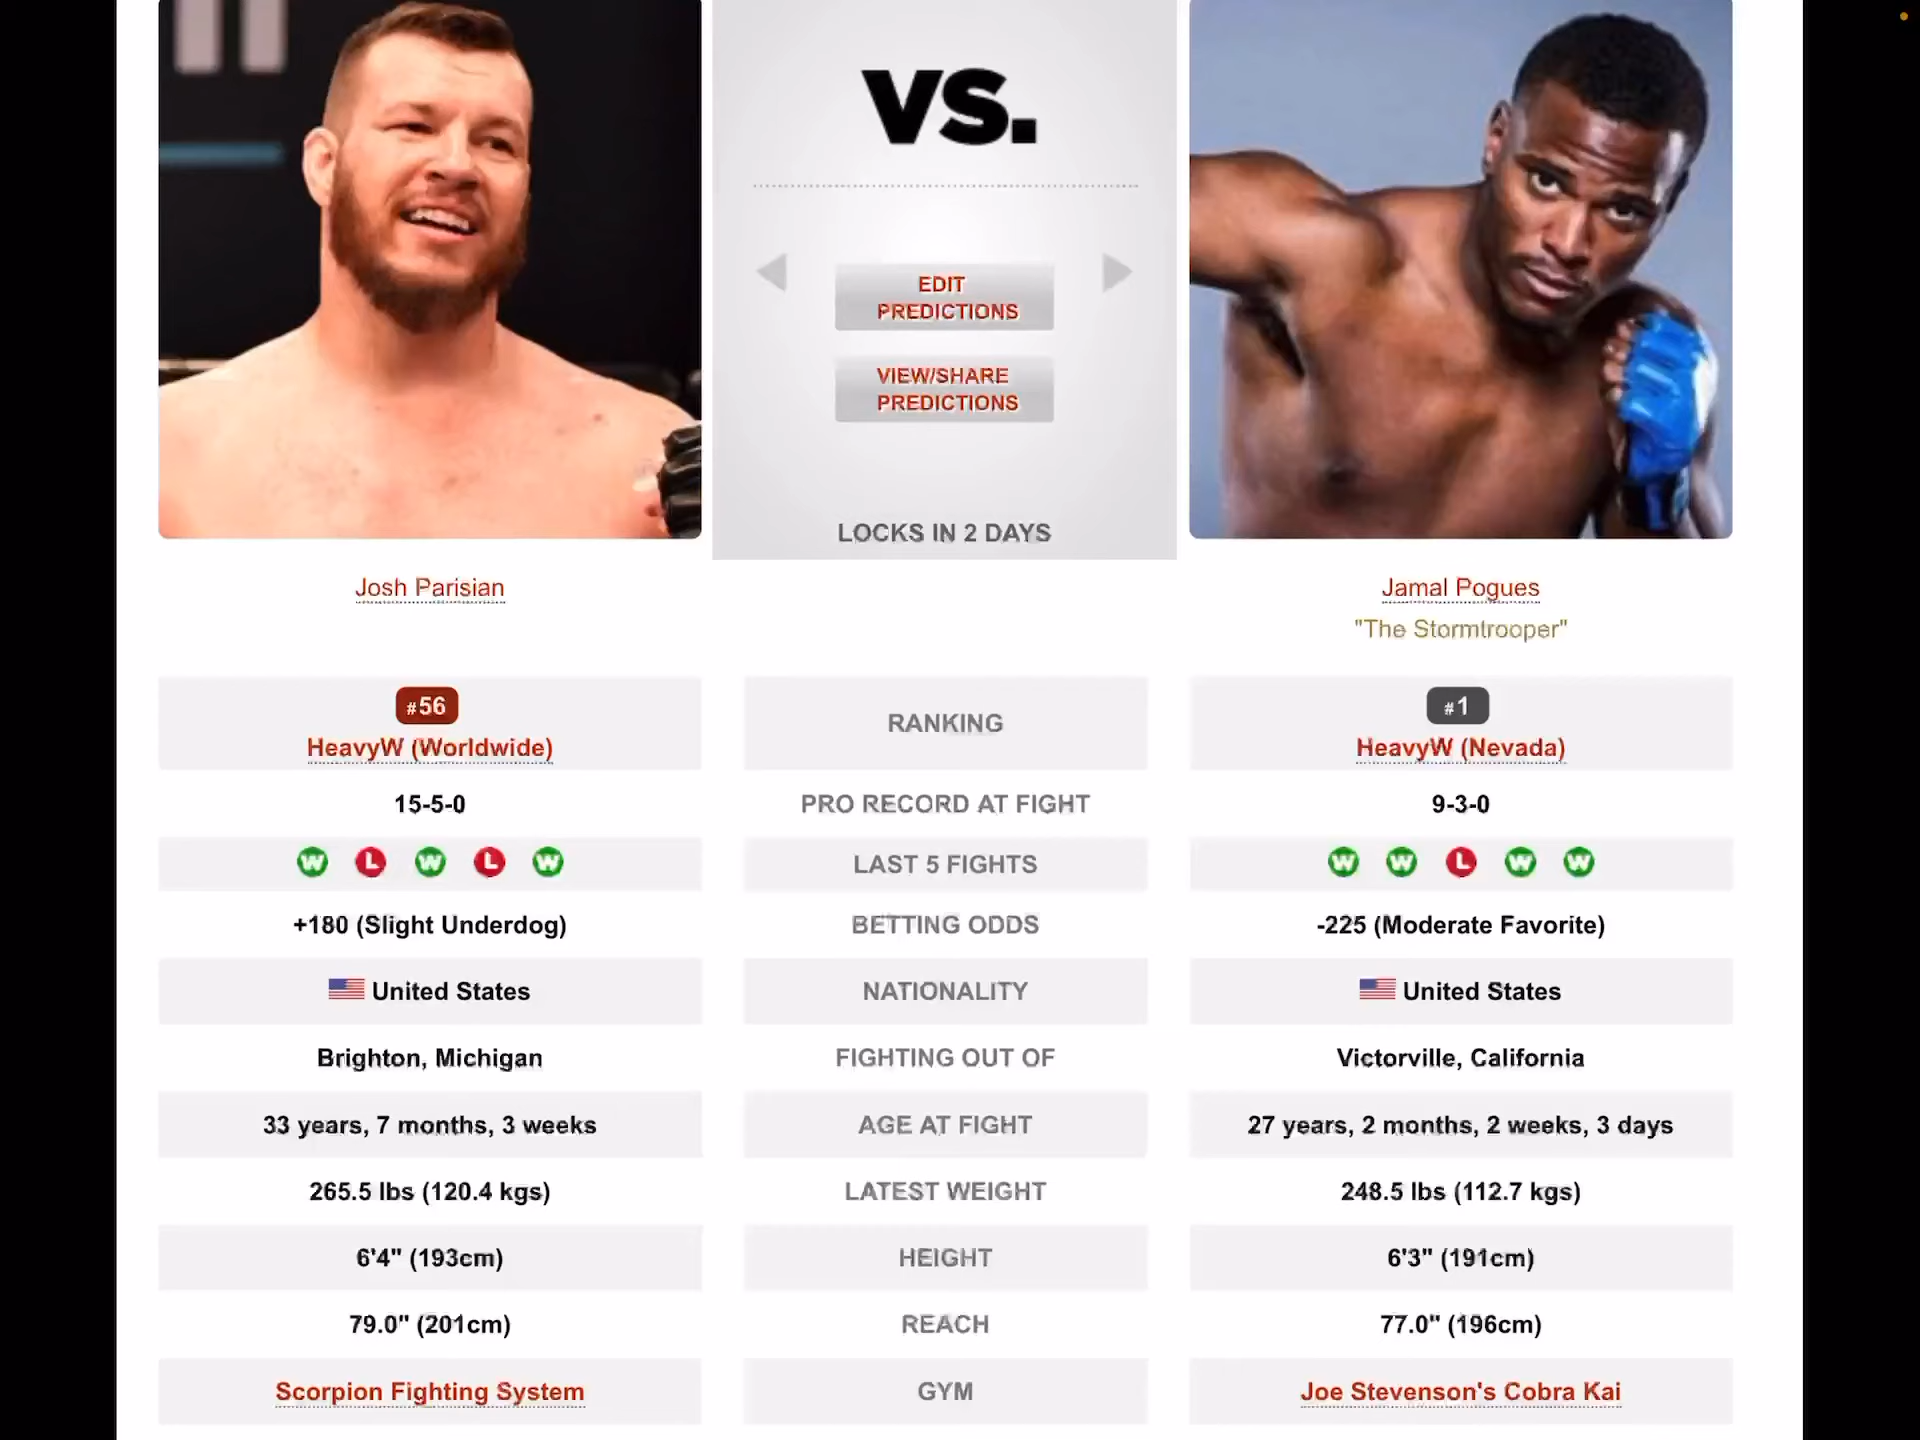 VS.
EDIT
PREDICTIONS
VIEW/SHARE
PREDICTIONS
LOCKS IN 2 DAYS
Josh Parisian
Jamal Pogues
"The Stormtrooper"
#56
HeavyW (Worldwide)
RANKING
#1
HeavyW (Nevada)
15-5-0
PRO RECORD AT FIGHT
9-3-0
W L W L W
LAST 5 FIGHTS
W W L W W
+180 (Slight Underdog)
BETTING ODDS
-225 (Moderate Favorite)
United States
NATIONALITY
United States
Brighton, Michigan
FIGHTING OUT OF
Victorville, California
33 years, 7 months, 3 weeks
AGE AT FIGHT
27 years, 2 months, 2 weeks, 3 days
265.5 lbs (120.4 kgs)
LATEST WEIGHT
248.5 lbs (112.7 kgs)
6'4" (193cm)
HEIGHT
6'3" (191cm)
79.0" (201cm)
REACH
77.0" (196cm)
Scorpion Fighting System
GYM
Joe Stevenson's Cobra Kai